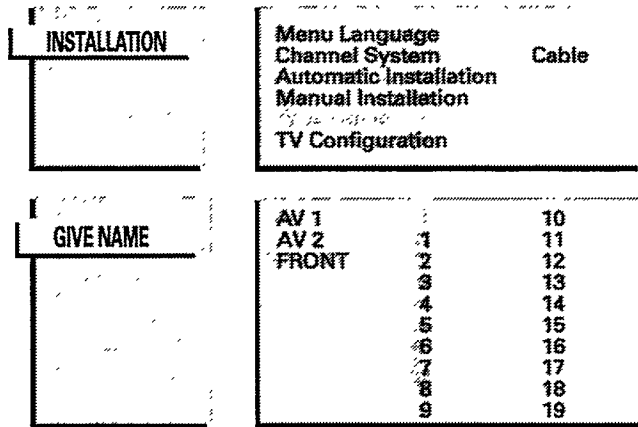 INSTALLATION
Menu Language
Channel System Cable
Automatic Installation
Manual Installation
TV Configuration
GIVE NAME
AV 1 10
AV 2 1 11
FRONT 2 12
3 13
4 14
5 15
6 16
7 17
8 18
9 19